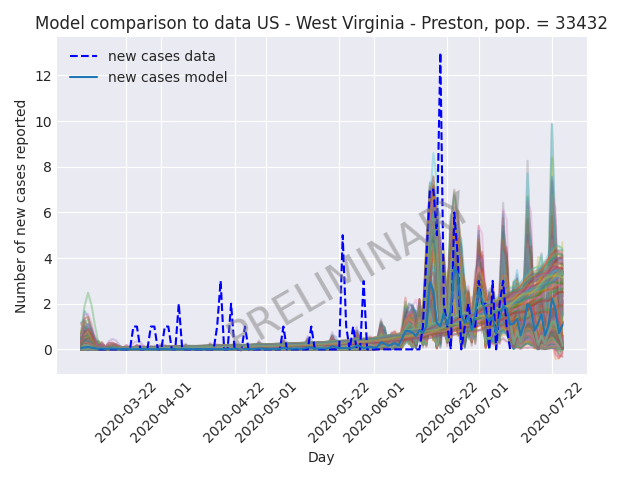 Model comparison to data US - West Virginia - Preston, pop. = 33432
new cases data
new cases model
Number of new cases reported
12
10
8
6
4
2
0
PRELIMINARY
2020-03-22
2020-04-01
2020-04-22
2020-05-01
2020-05-22
2020-06-01
2020-06-22
2020-07-01
2020-07-22
Day